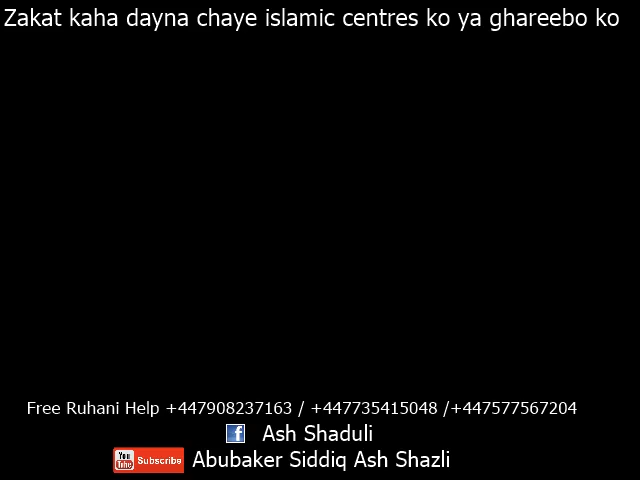 Zakat kaha dayna chaye islamic centres ko ya ghareebo ko
Free Ruhani Help +447908237163 / +447735415048 /+447577567204
f Ash Shaduli
You Tube Subscribe Abubaker Siddiq Ash Shazli